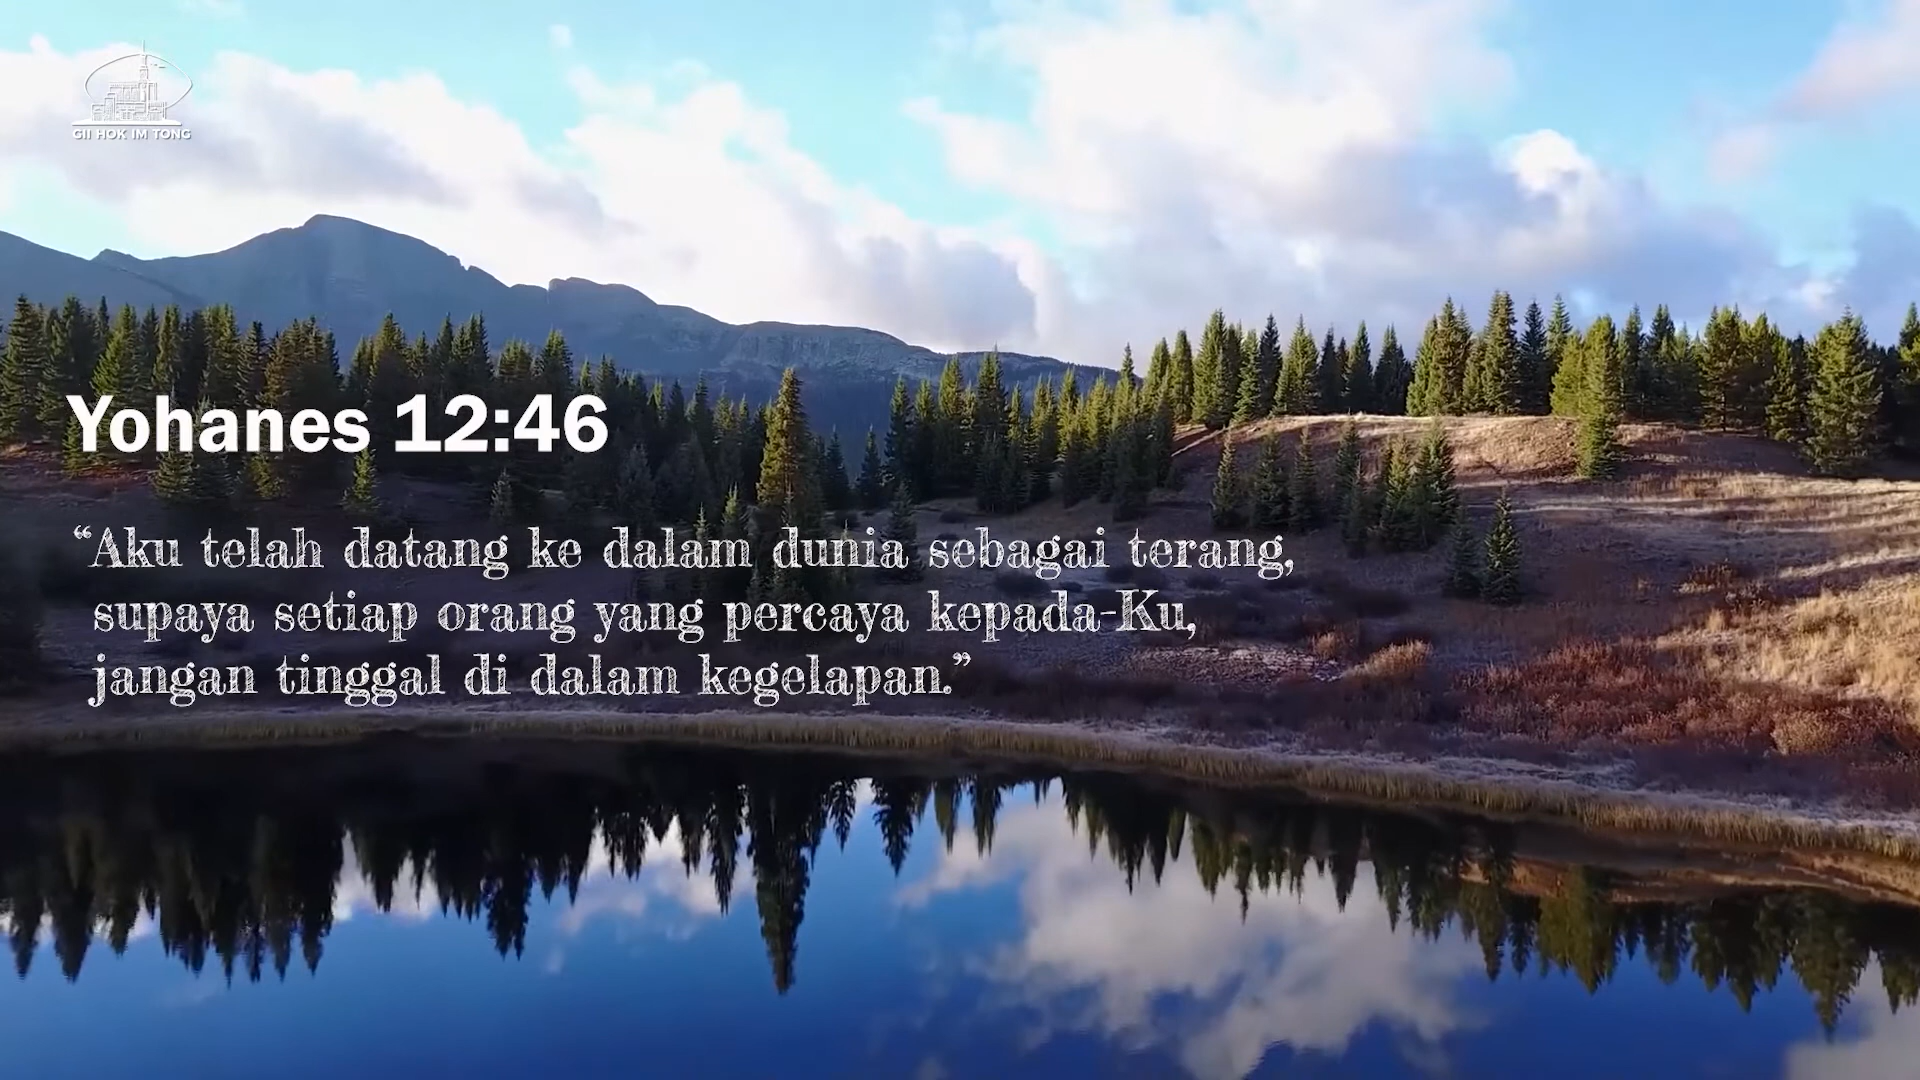 GII HOK IM TONG
Yohanes 12:46
“Aku telah datang ke dalam dunia sebagai terang,
supaya setiap orang yang percaya kepada-Ku,
jangan tinggal di dalam kegelapan.”